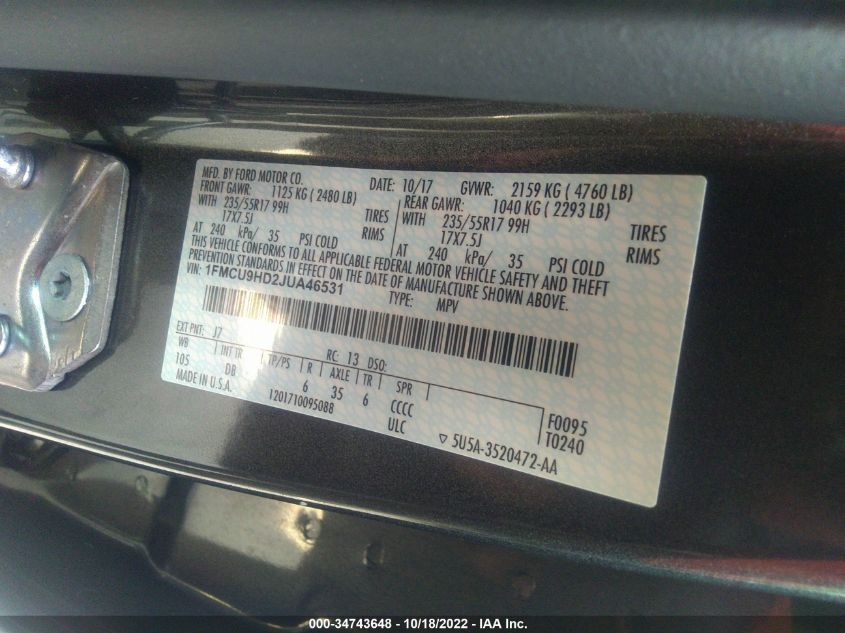 MFD. BY FORD MOTOR CO. DATE: 10/17 GVWR: 2159 KG ( 4760 LB)
FRONT GAWR: 1125 KG ( 2480 LB) REAR GAWR: 1040 KG ( 2293 LB)
WITH 235/55R17 99H TIRES WITH 235/55R17 99H TIRES
17X7.5J RIMS 17X7.5J RIMS
AT 240 kPa/ 35 PSI COLD AT 240 kPa/ 35 PSI COLD
THIS VEHICLE CONFORMS TO ALL APPLICABLE FEDERAL MOTOR VEHICLE SAFETY AND THEFT
PREVENTION STANDARDS IN EFFECT ON THE DATE OF MANUFACTURE SHOWN ABOVE.
VIN: 1FMCU9HD2JUA46531
TYPE: MPV
EXT PNT: J7 RC: 13 DSO:
WB INT TR TP/PS R AXLE TR SPR
105 DB 6 35 6 CCCC
MADE IN U.S.A. 1201710095088 ULC
F0095
T0240
▽ 5U5A-3520472-AA
000-34743648 - 10/18/2022 - IAA Inc.